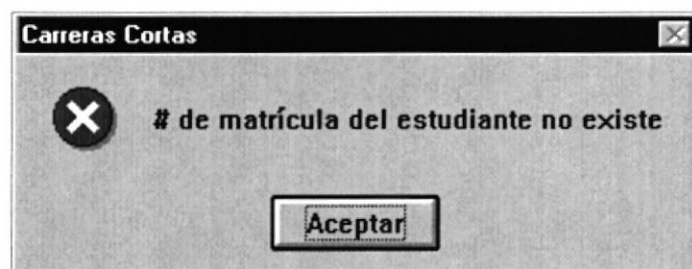 Carreras Cortas
# de matrícula del estudiante no existe
Aceptar